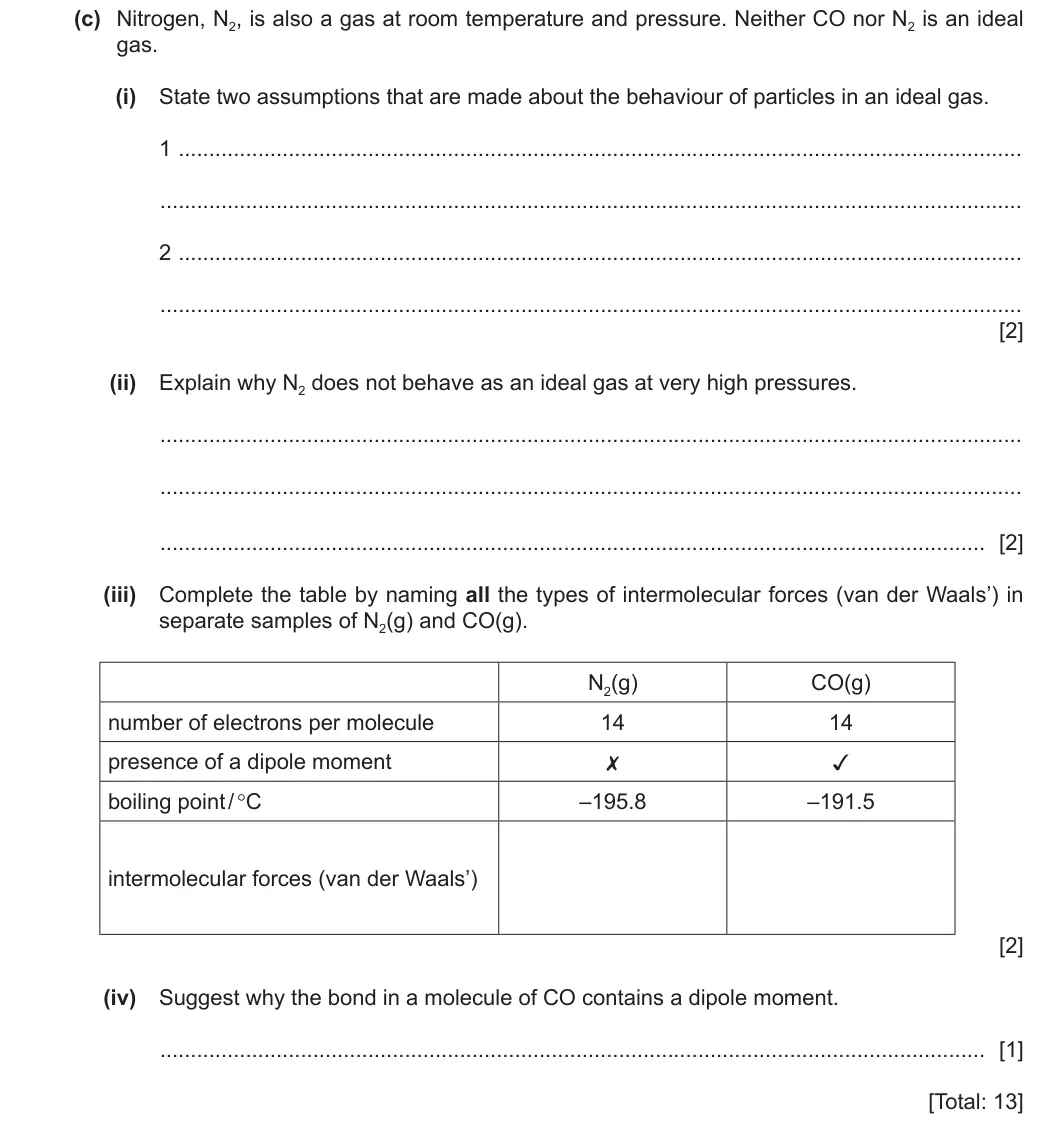 (c) Nitrogen, N₂, is also a gas at room temperature and pressure. Neither CO nor N₂ is an ideal
gas.
(i) State two assumptions that are made about the behaviour of particles in an ideal gas.
1 ....................................................................................................
....................................................................................................
2 ....................................................................................................
....................................................................................................
[2]
(ii) Explain why N₂ does not behave as an ideal gas at very high pressures.
....................................................................................................
....................................................................................................
.................................................................................................... [2]
(iii) Complete the table by naming all the types of intermolecular forces (van der Waals’) in
separate samples of N₂(g) and CO(g).
N₂(g) CO(g)
number of electrons per molecule 14 14
presence of a dipole moment ✗ ✓
boiling point / °C –195.8 –191.5
intermolecular forces (van der Waals’)
[2]
(iv) Suggest why the bond in a molecule of CO contains a dipole moment.
.................................................................................................... [1]
[Total: 13]